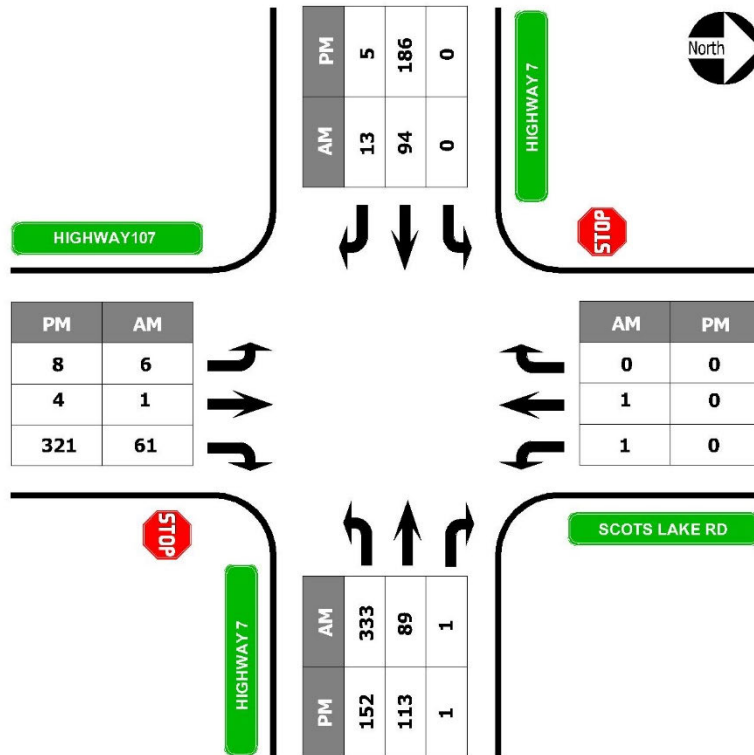 PM 5 186 0
AM 13 94 0
HIGHWAY 7
North
STOP
HIGHWAY107
PM AM
8 6
4 1
321 61
AM PM
0 0
1 0
1 0
STOP
SCOTS LAKE RD
HIGHWAY 7
AM 333 89 1
PM 152 113 1